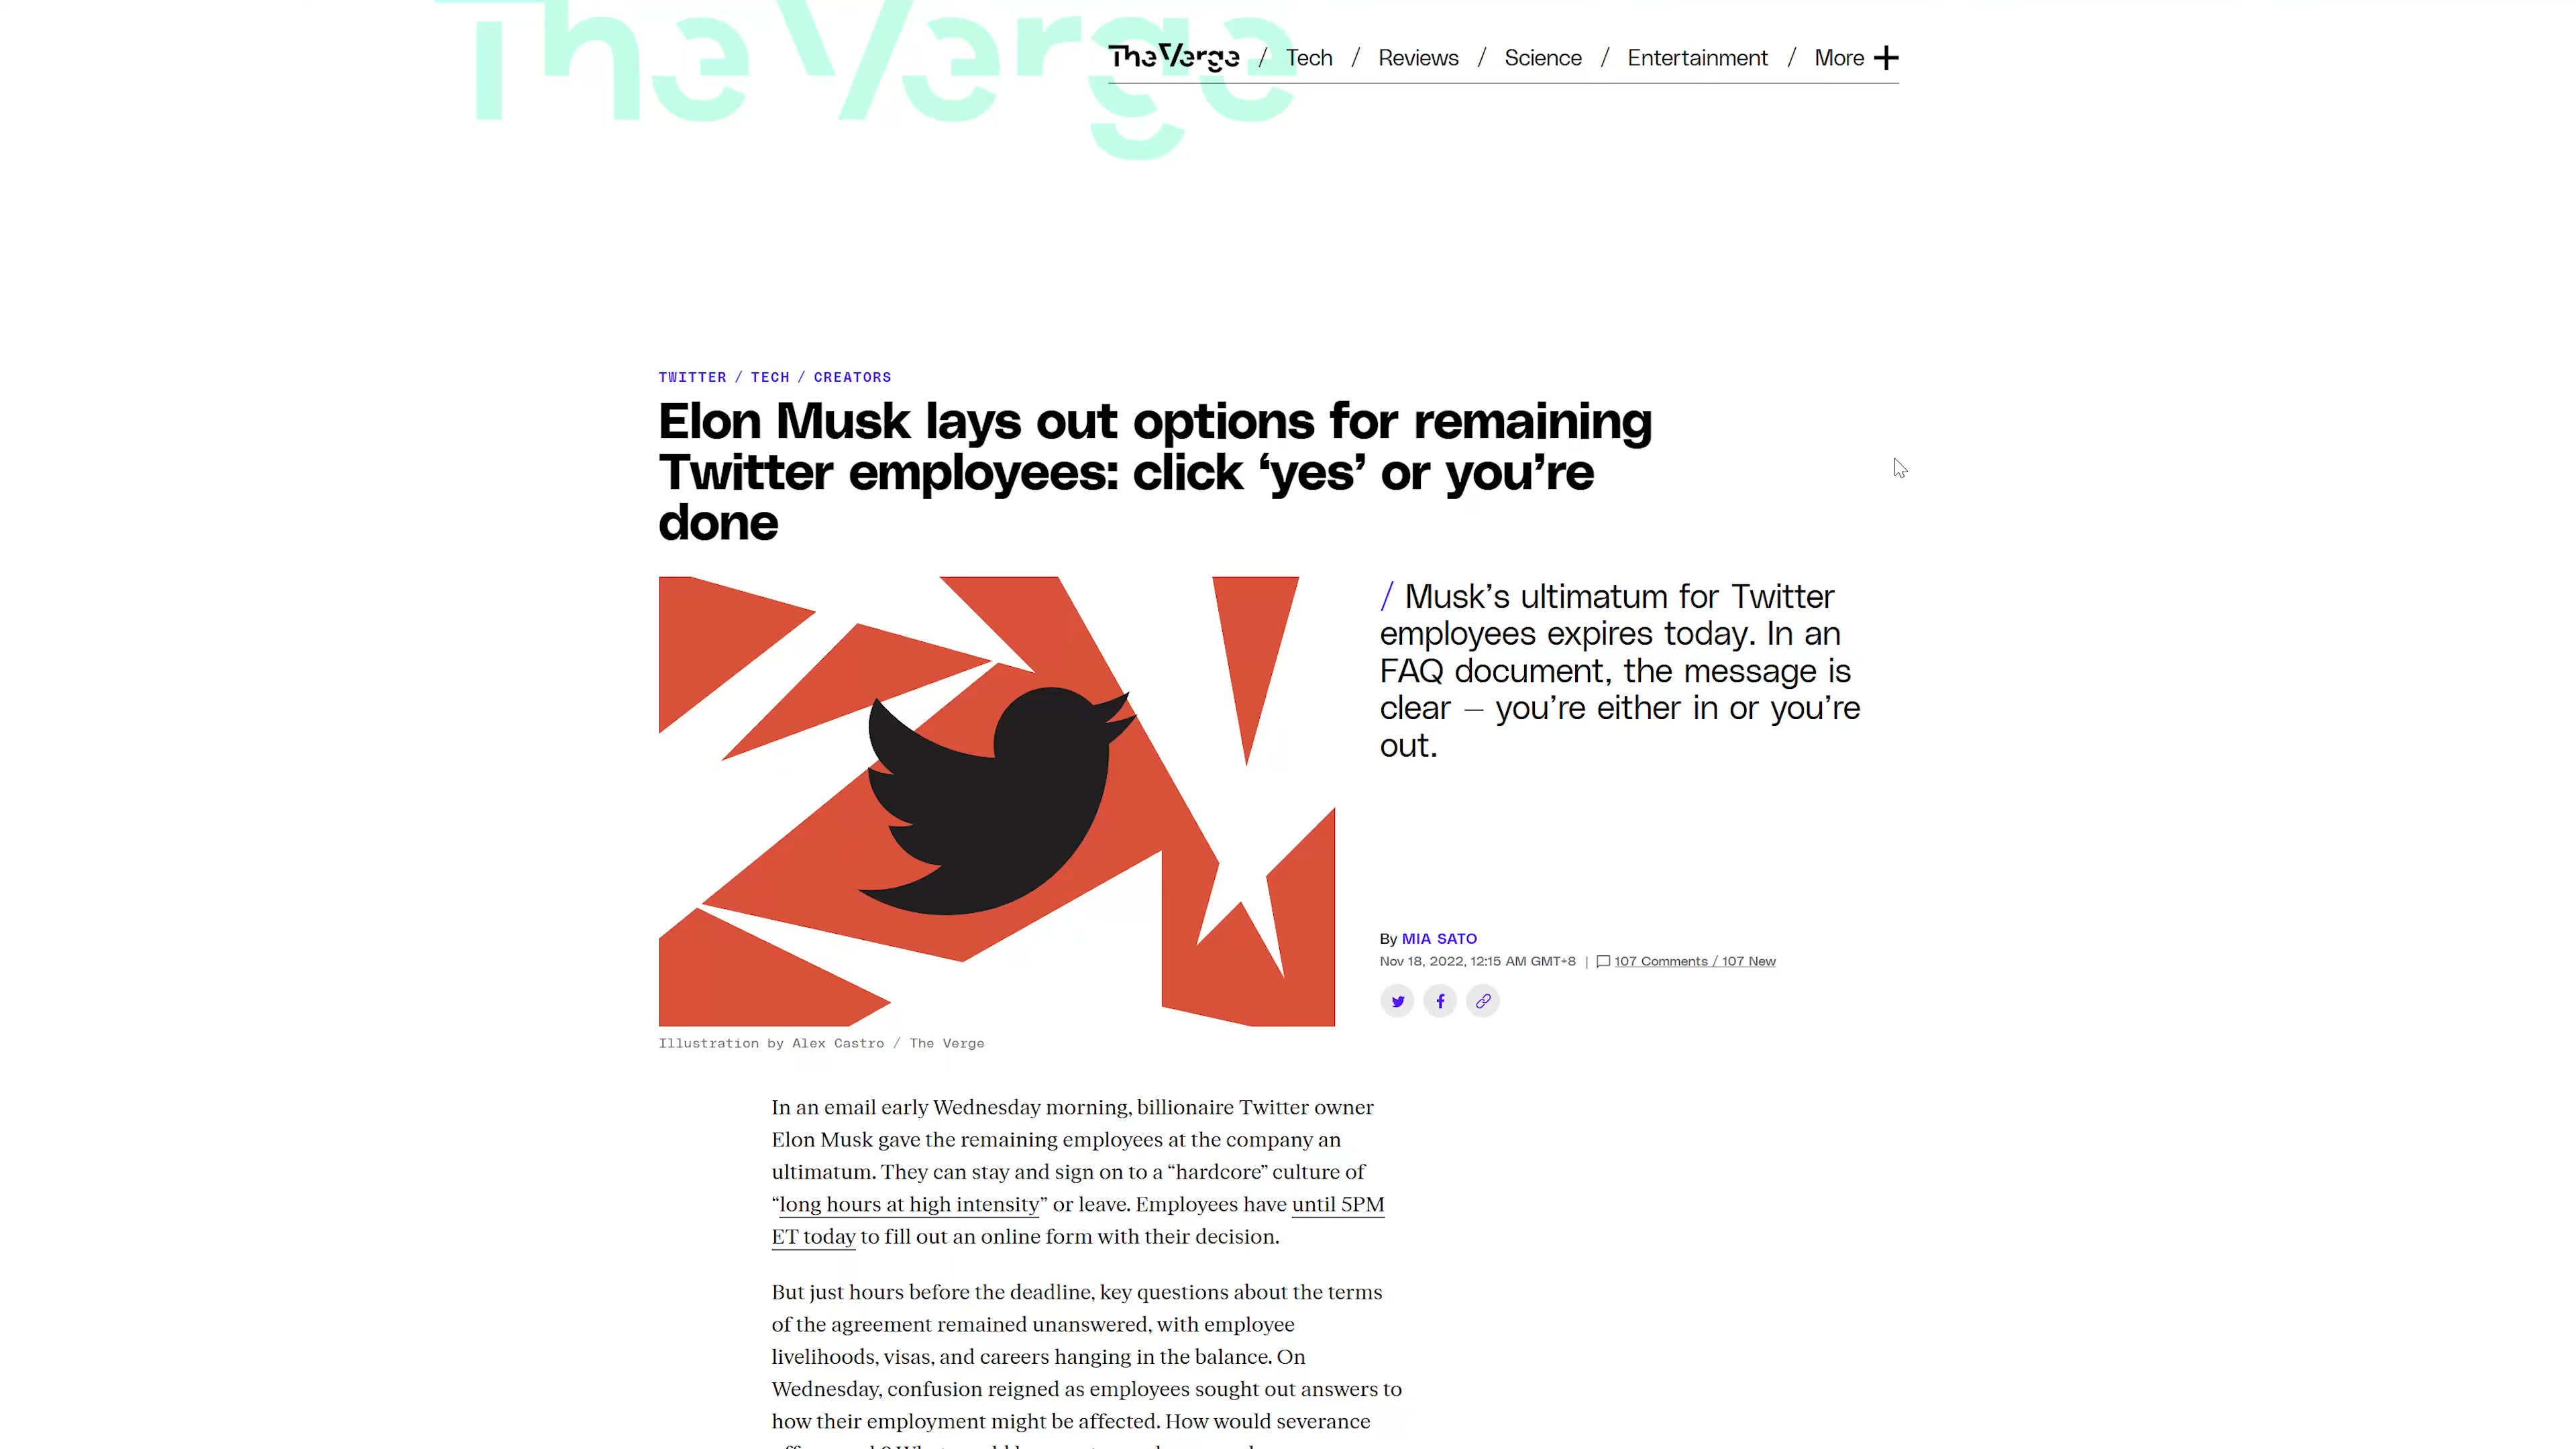 The Verge
The Verge / Tech / Reviews / Science / Entertainment / More
TWITTER / TECH / CREATORS
Elon Musk lays out options for remaining
Twitter employees: click ‘yes’ or you’re
done
/ Musk’s ultimatum for Twitter
employees expires today. In an
FAQ document, the message is
clear — you’re either in or you’re
out.
By MIA SATO
Nov 18, 2022, 12:15 AM GMT+8 | 107 Comments / 107 New
Illustration by Alex Castro / The Verge
In an email early Wednesday morning, billionaire Twitter owner
Elon Musk gave the remaining employees at the company an
ultimatum. They can stay and sign on to a “hardcore” culture of
“long hours at high intensity” or leave. Employees have until 5PM
ET today to fill out an online form with their decision.
But just hours before the deadline, key questions about the terms
of the agreement remained unanswered, with employee
livelihoods, visas, and careers hanging in the balance. On
Wednesday, confusion reigned as employees sought out answers to
how their employment might be affected. How would severance